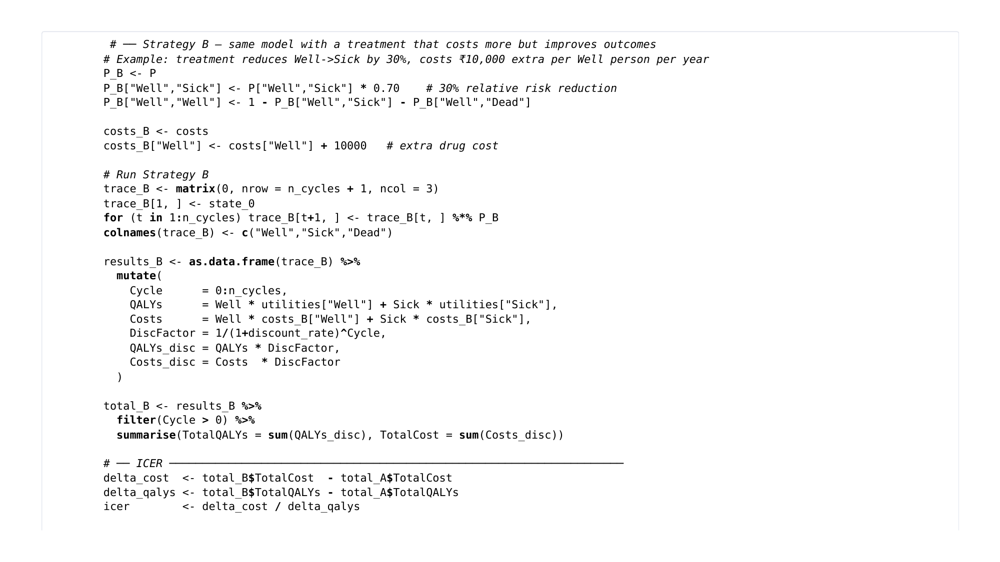 # —— Strategy B — same model with a treatment that costs more but improves outcomes
# Example: treatment reduces Well->Sick by 30%, costs ₹10,000 extra per Well person per year
P_B <- P
P_B["Well","Sick"] <- P["Well","Sick"] * 0.70    # 30% relative risk reduction
P_B["Well","Well"] <- 1 - P_B["Well","Sick"] - P_B["Well","Dead"]

costs_B <- costs
costs_B["Well"] <- costs["Well"] + 10000   # extra drug cost

# Run Strategy B
trace_B <- matrix(0, nrow = n_cycles + 1, ncol = 3)
trace_B[1, ] <- state_0
for (t in 1:n_cycles) trace_B[t+1, ] <- trace_B[t, ] %*% P_B
colnames(trace_B) <- c("Well","Sick","Dead")

results_B <- as.data.frame(trace_B) %>%
  mutate(
    Cycle      = 0:n_cycles,
    QALYs      = Well * utilities["Well"] + Sick * utilities["Sick"],
    Costs      = Well * costs_B["Well"] + Sick * costs_B["Sick"],
    DiscFactor = 1/(1+discount_rate)^Cycle,
    QALYs_disc = QALYs * DiscFactor,
    Costs_disc = Costs  * DiscFactor
  )

total_B <- results_B %>%
  filter(Cycle > 0) %>%
  summarise(TotalQALYs = sum(QALYs_disc), TotalCost = sum(Costs_disc))

# —— ICER —————————————————————————————————————————————————————————————————————
delta_cost  <- total_B$TotalCost  - total_A$TotalCost
delta_qalys <- total_B$TotalQALYs - total_A$TotalQALYs
icer        <- delta_cost / delta_qalys